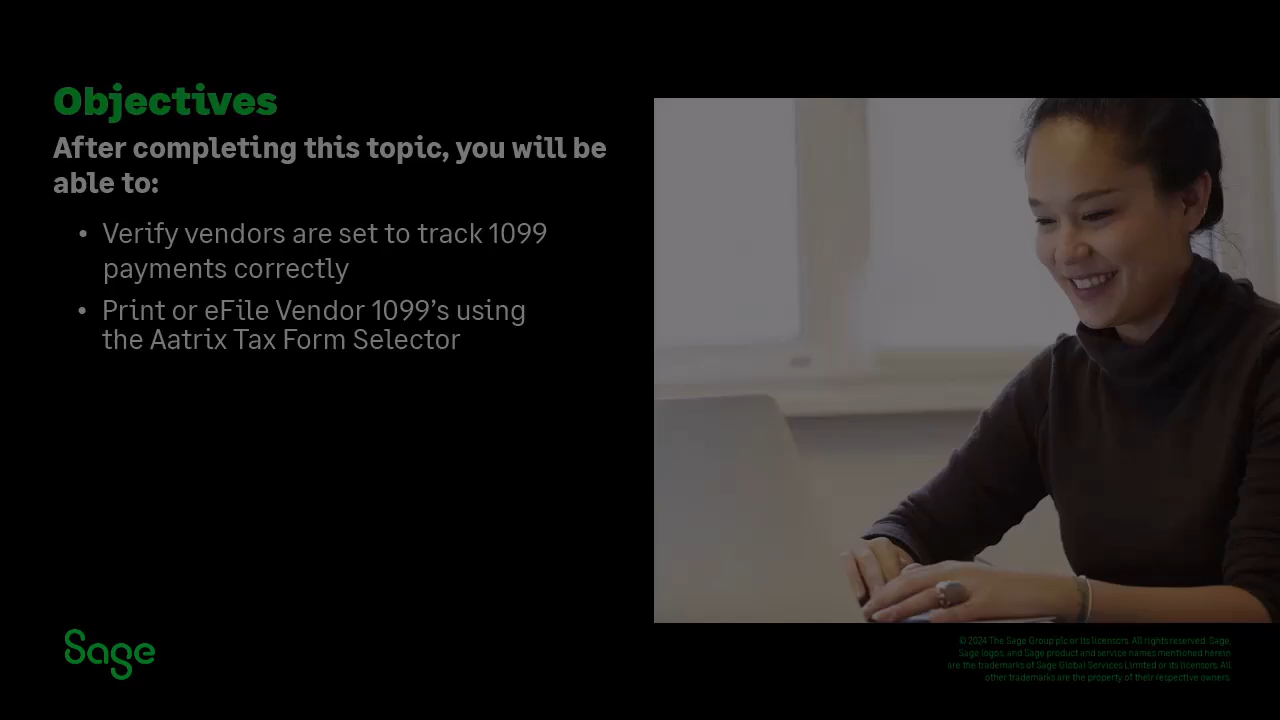 Objectives
After completing this topic, you will be
able to:
• Verify vendors are set to track 1099
payments correctly
• Print or eFile Vendor 1099’s using
the Aatrix Tax Form Selector
Sage
© 2024 The Sage Group plc or its licensors. All rights reserved. Sage,
Sage logos, and Sage product and service names mentioned herein
are the trademarks of Sage Global Services Limited or its licensors. All
other trademarks are the property of their respective owners.